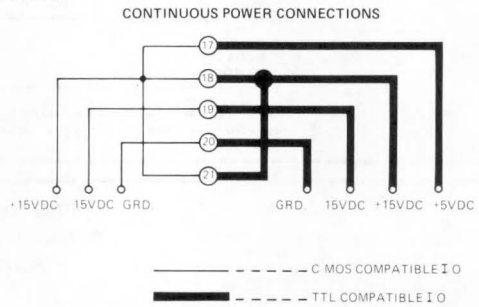 CONTINUOUS POWER CONNECTIONS
17
18
19
20
21
+15VDC 15VDC GRD. GRD. 15VDC +15VDC +5VDC
C MOS COMPATIBLE I O
TTL COMPATIBLE I O